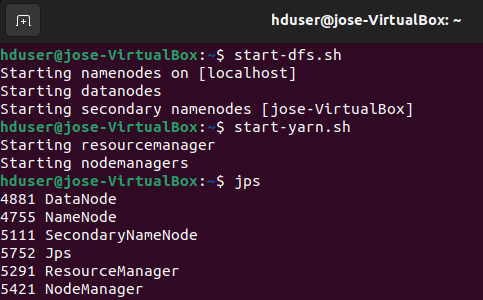 hduser@jose-VirtualBox: ~
hduser@jose-VirtualBox:~$ start-dfs.sh
Starting namenodes on [localhost]
Starting datanodes
Starting secondary namenodes [jose-VirtualBox]
hduser@jose-VirtualBox:~$ start-yarn.sh
Starting resourcemanager
Starting nodemanagers
hduser@jose-VirtualBox:~$ jps
4881 DataNode
4755 NameNode
5111 SecondaryNameNode
5752 Jps
5291 ResourceManager
5421 NodeManager